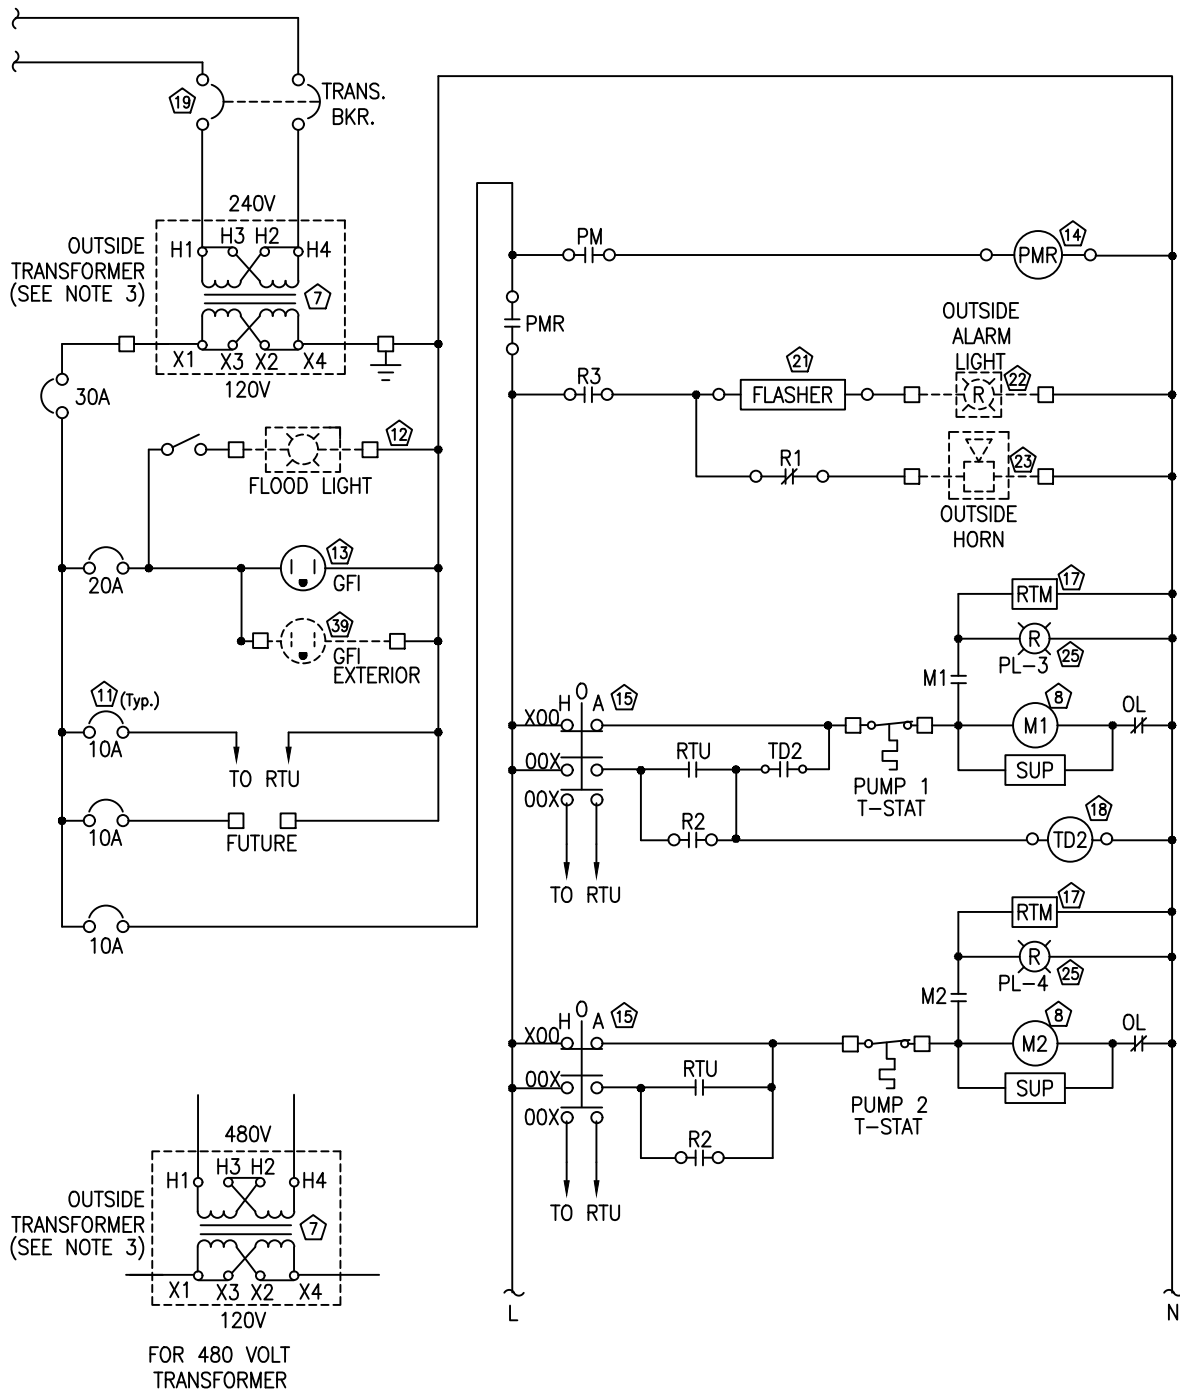 19
TRANS.
BKR.
240V
OUTSIDE
TRANSFORMER
(SEE NOTE 3)
H1 H3 H2 H4
7
X1 X3 X2 X4
120V
30A
12
FLOOD LIGHT
20A
13
GFI
39
GFI
EXTERIOR
11 (Typ.)
10A
TO RTU
10A
FUTURE
10A
PM
14
PMR
PMR
OUTSIDE
ALARM
LIGHT
R3
21
FLASHER
R
22
R1
23
OUTSIDE
HORN
RTM
17
R
PL-3
25
M1
8
M1
OL
SUP
H O A
15
X00
00X
00X
RTU
TD2
R2
PUMP 1
T-STAT
18
TD2
TO RTU
RTM
17
R
PL-4
25
M2
8
M2
OL
SUP
H O A
15
X00
00X
00X
RTU
R2
PUMP 2
T-STAT
TO RTU
L
N
480V
OUTSIDE
TRANSFORMER
(SEE NOTE 3)
H1 H3 H2 H4
7
X1 X3 X2 X4
120V
FOR 480 VOLT
TRANSFORMER